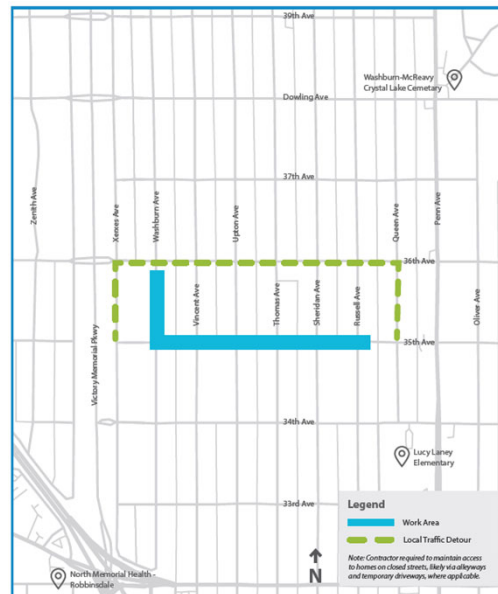 39th Ave
Washburn-McReavy
Crystal Lake Cemetary
Dowling Ave
37th Ave
Zenith Ave
Xerxes Ave
Washburn Ave
Upton Ave
Queen Ave
Penn Ave
36th Ave
Victory Memorial Pkwy
Vincent Ave
Thomas Ave
Sheridan Ave
Russell Ave
Oliver Ave
35th Ave
34th Ave
Lucy Laney
Elementary
33rd Ave
Legend
Work Area
Local Traffic Detour
Note: Contractor required to maintain access
to homes on closed streets, likely via alleyways
and temporary driveways, where applicable.
N
North Memorial Health -
Robbinsdale